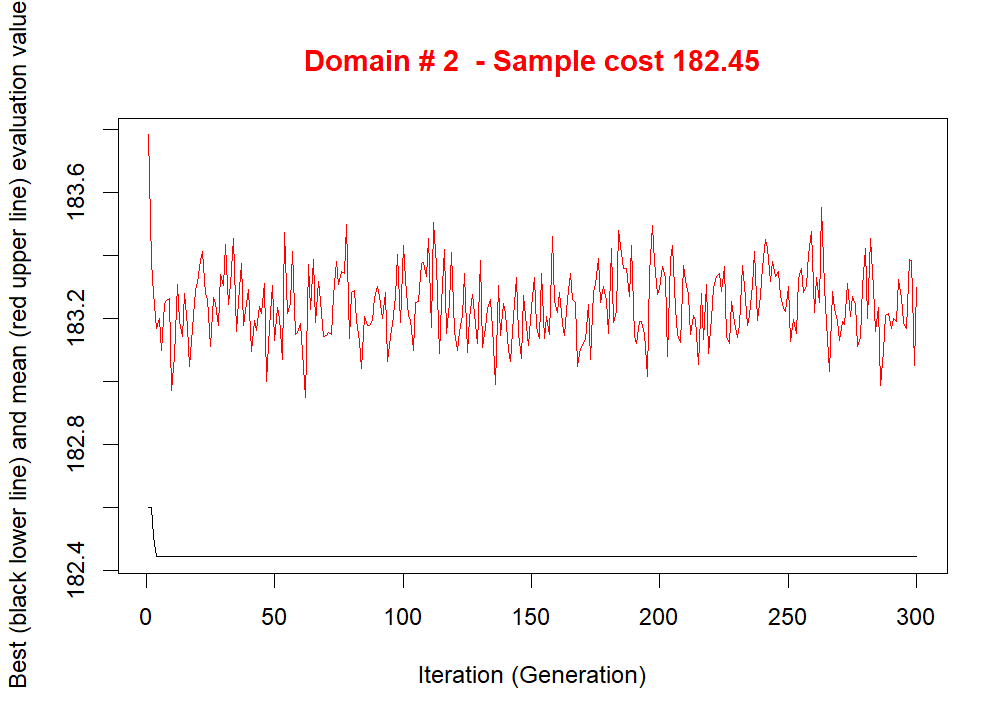 Domain # 2 - Sample cost 182.45
Best (black lower line) and mean (red upper line) evaluation value
183.6
183.2
182.8
182.4
0 50 100 150 200 250 300
Iteration (Generation)